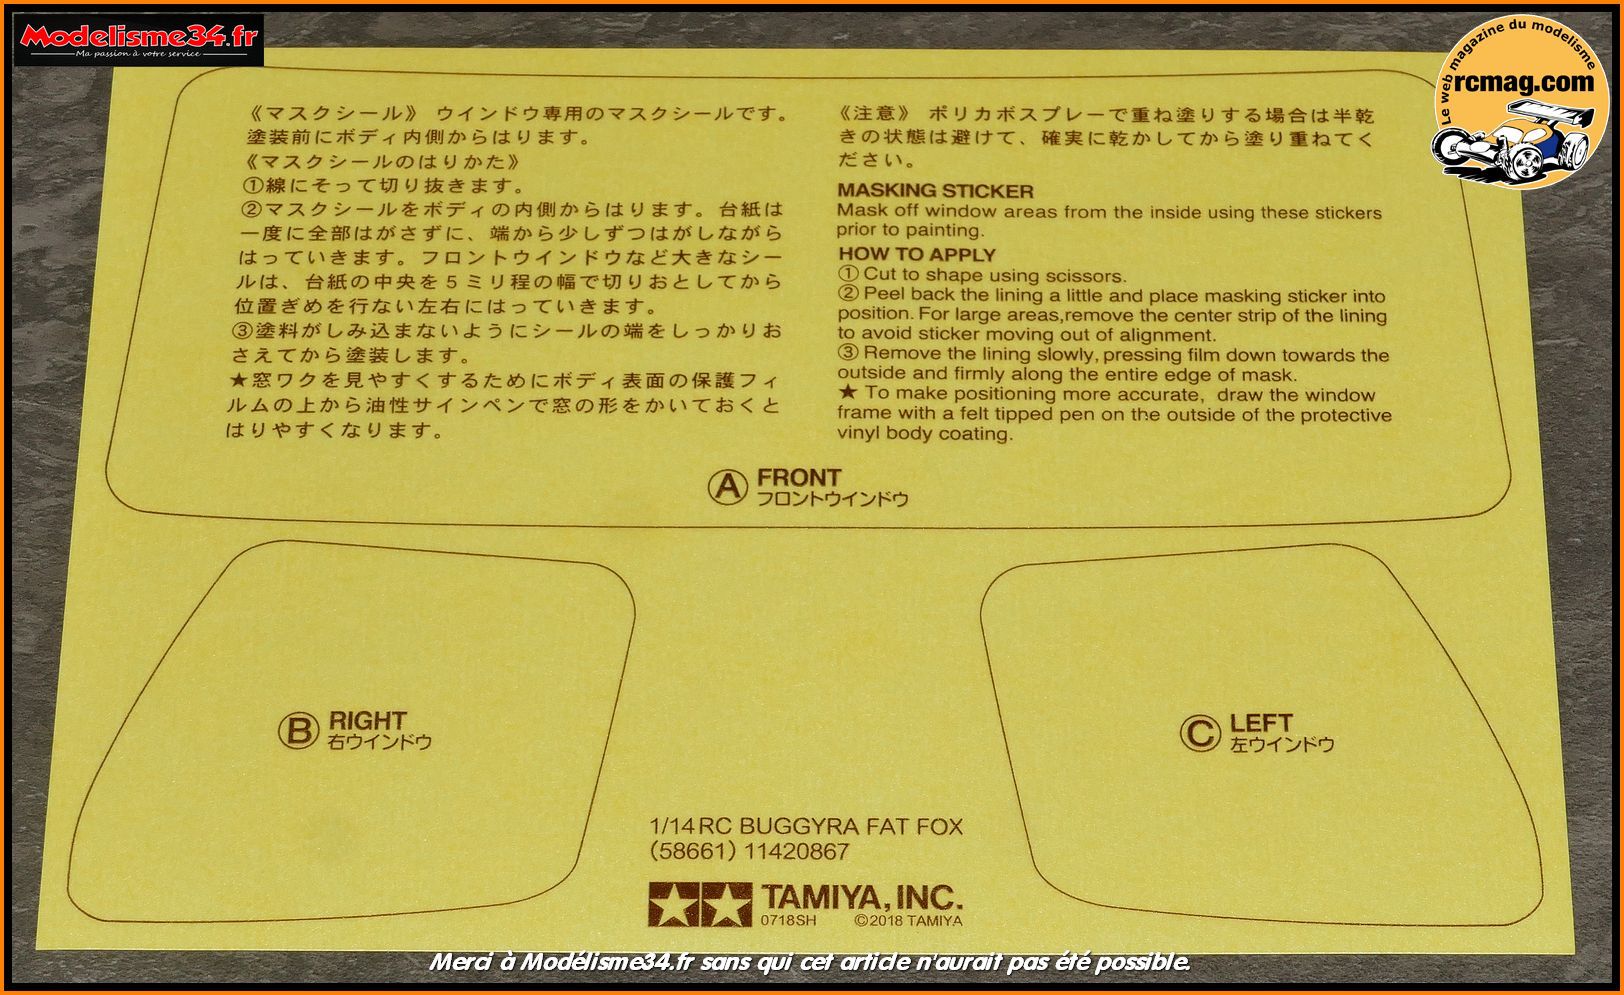 Modelisme34.fr
Ma passion à votre service
Le web magazine du modelisme
rcmag.com
《マスクシール》 ウインドウ専用のマスクシールです。
塗装前にボディ内側からはります。
《マスクシールのはりかた》
①線にそって切り抜きます。
②マスクシールをボディの内側からはります。台紙は
一度に全部はがさずに、端から少しずつはがしながら
はっていきます。フロントウインドウなど大きなシー
ルは、台紙の中央を5ミリ程の幅で切りおとしてから
位置ぎめを行ない左右にはっていきます。
③塗料がしみ込まないようにシールの端をしっかりお
さえてから塗装します。
★窓ワクを見やすくするためにボディ表面の保護フィ
ルムの上から油性サインペンで窓の形をかいておくと
はりやすくなります。
《注意》 ポリカボスプレーで重ね塗りする場合は半乾
きの状態は避けて、確実に乾かしてから塗り重ねてく
ださい。
MASKING STICKER
Mask off window areas from the inside using these stickers
prior to painting.
HOW TO APPLY
① Cut to shape using scissors.
② Peel back the lining a little and place masking sticker into
position. For large areas,remove the center strip of the lining
to avoid sticker moving out of alignment.
③ Remove the lining slowly, pressing film down towards the
outside and firmly along the entire edge of mask.
★ To make positioning more accurate, draw the window
frame with a felt tipped pen on the outside of the protective
vinyl body coating.
Ⓐ FRONT
フロントウインドウ
Ⓑ RIGHT
右ウインドウ
Ⓒ LEFT
左ウインドウ
1/14RC BUGGYRA FAT FOX
(58661) 11420867
TAMIYA, INC.
0718SH ©2018 TAMIYA
Merci à Modélisme34.fr sans qui cet article n'aurait pas été possible.